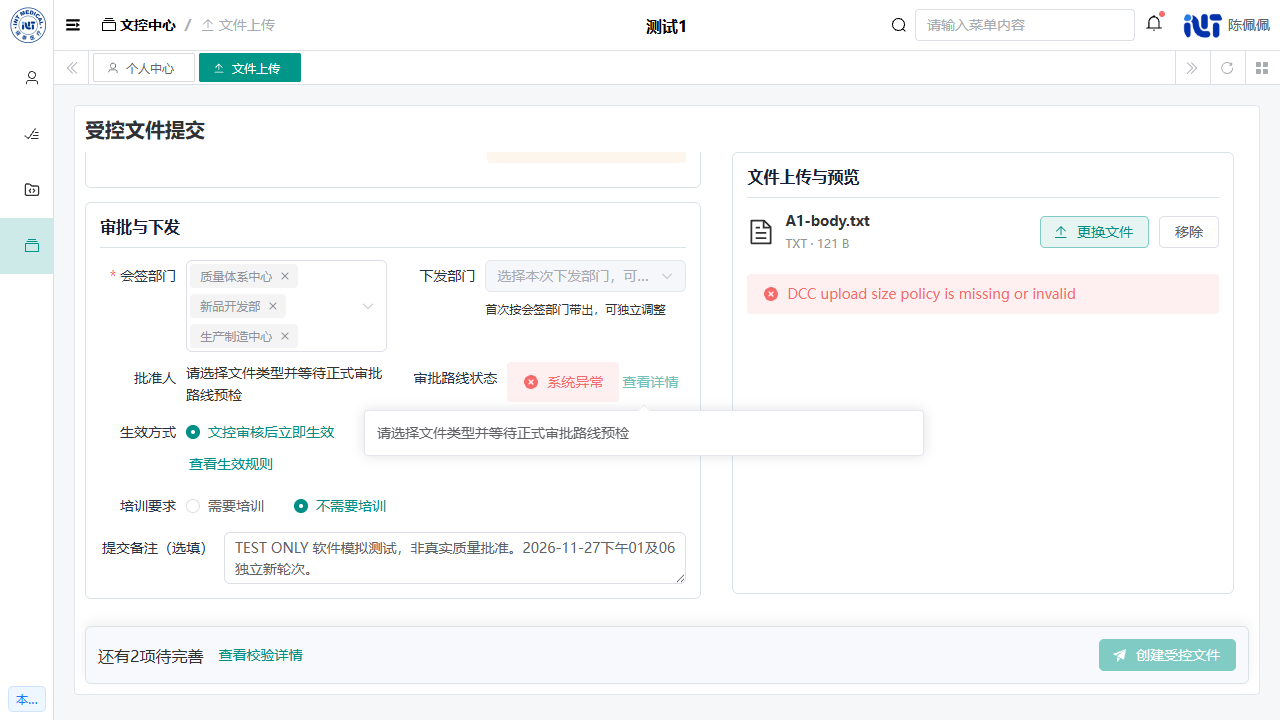 文控中心 / 文件上传
测试1
请输入菜单内容
陈佩佩
个人中心
文件上传
受控文件提交
审批与下发
* 会签部门
质量体系中心
新品开发部
生产制造中心
下发部门
选择本次下发部门，可...
首次按会签部门带出，可独立调整
批准人
请选择文件类型并等待正式审批
路线预检
审批路线状态
系统异常
查看详情
请选择文件类型并等待正式审批路线预检
生效方式
文控审核后立即生效
查看生效规则
培训要求
需要培训
不需要培训
提交备注（选填）
TEST ONLY 软件模拟测试，非真实质量批准。2026-11-27下午01及06
独立新轮次。
文件上传与预览
A1-body.txt
TXT · 121 B
更换文件
移除
DCC upload size policy is missing or invalid
还有2项待完善
查看校验详情
创建受控文件
本...